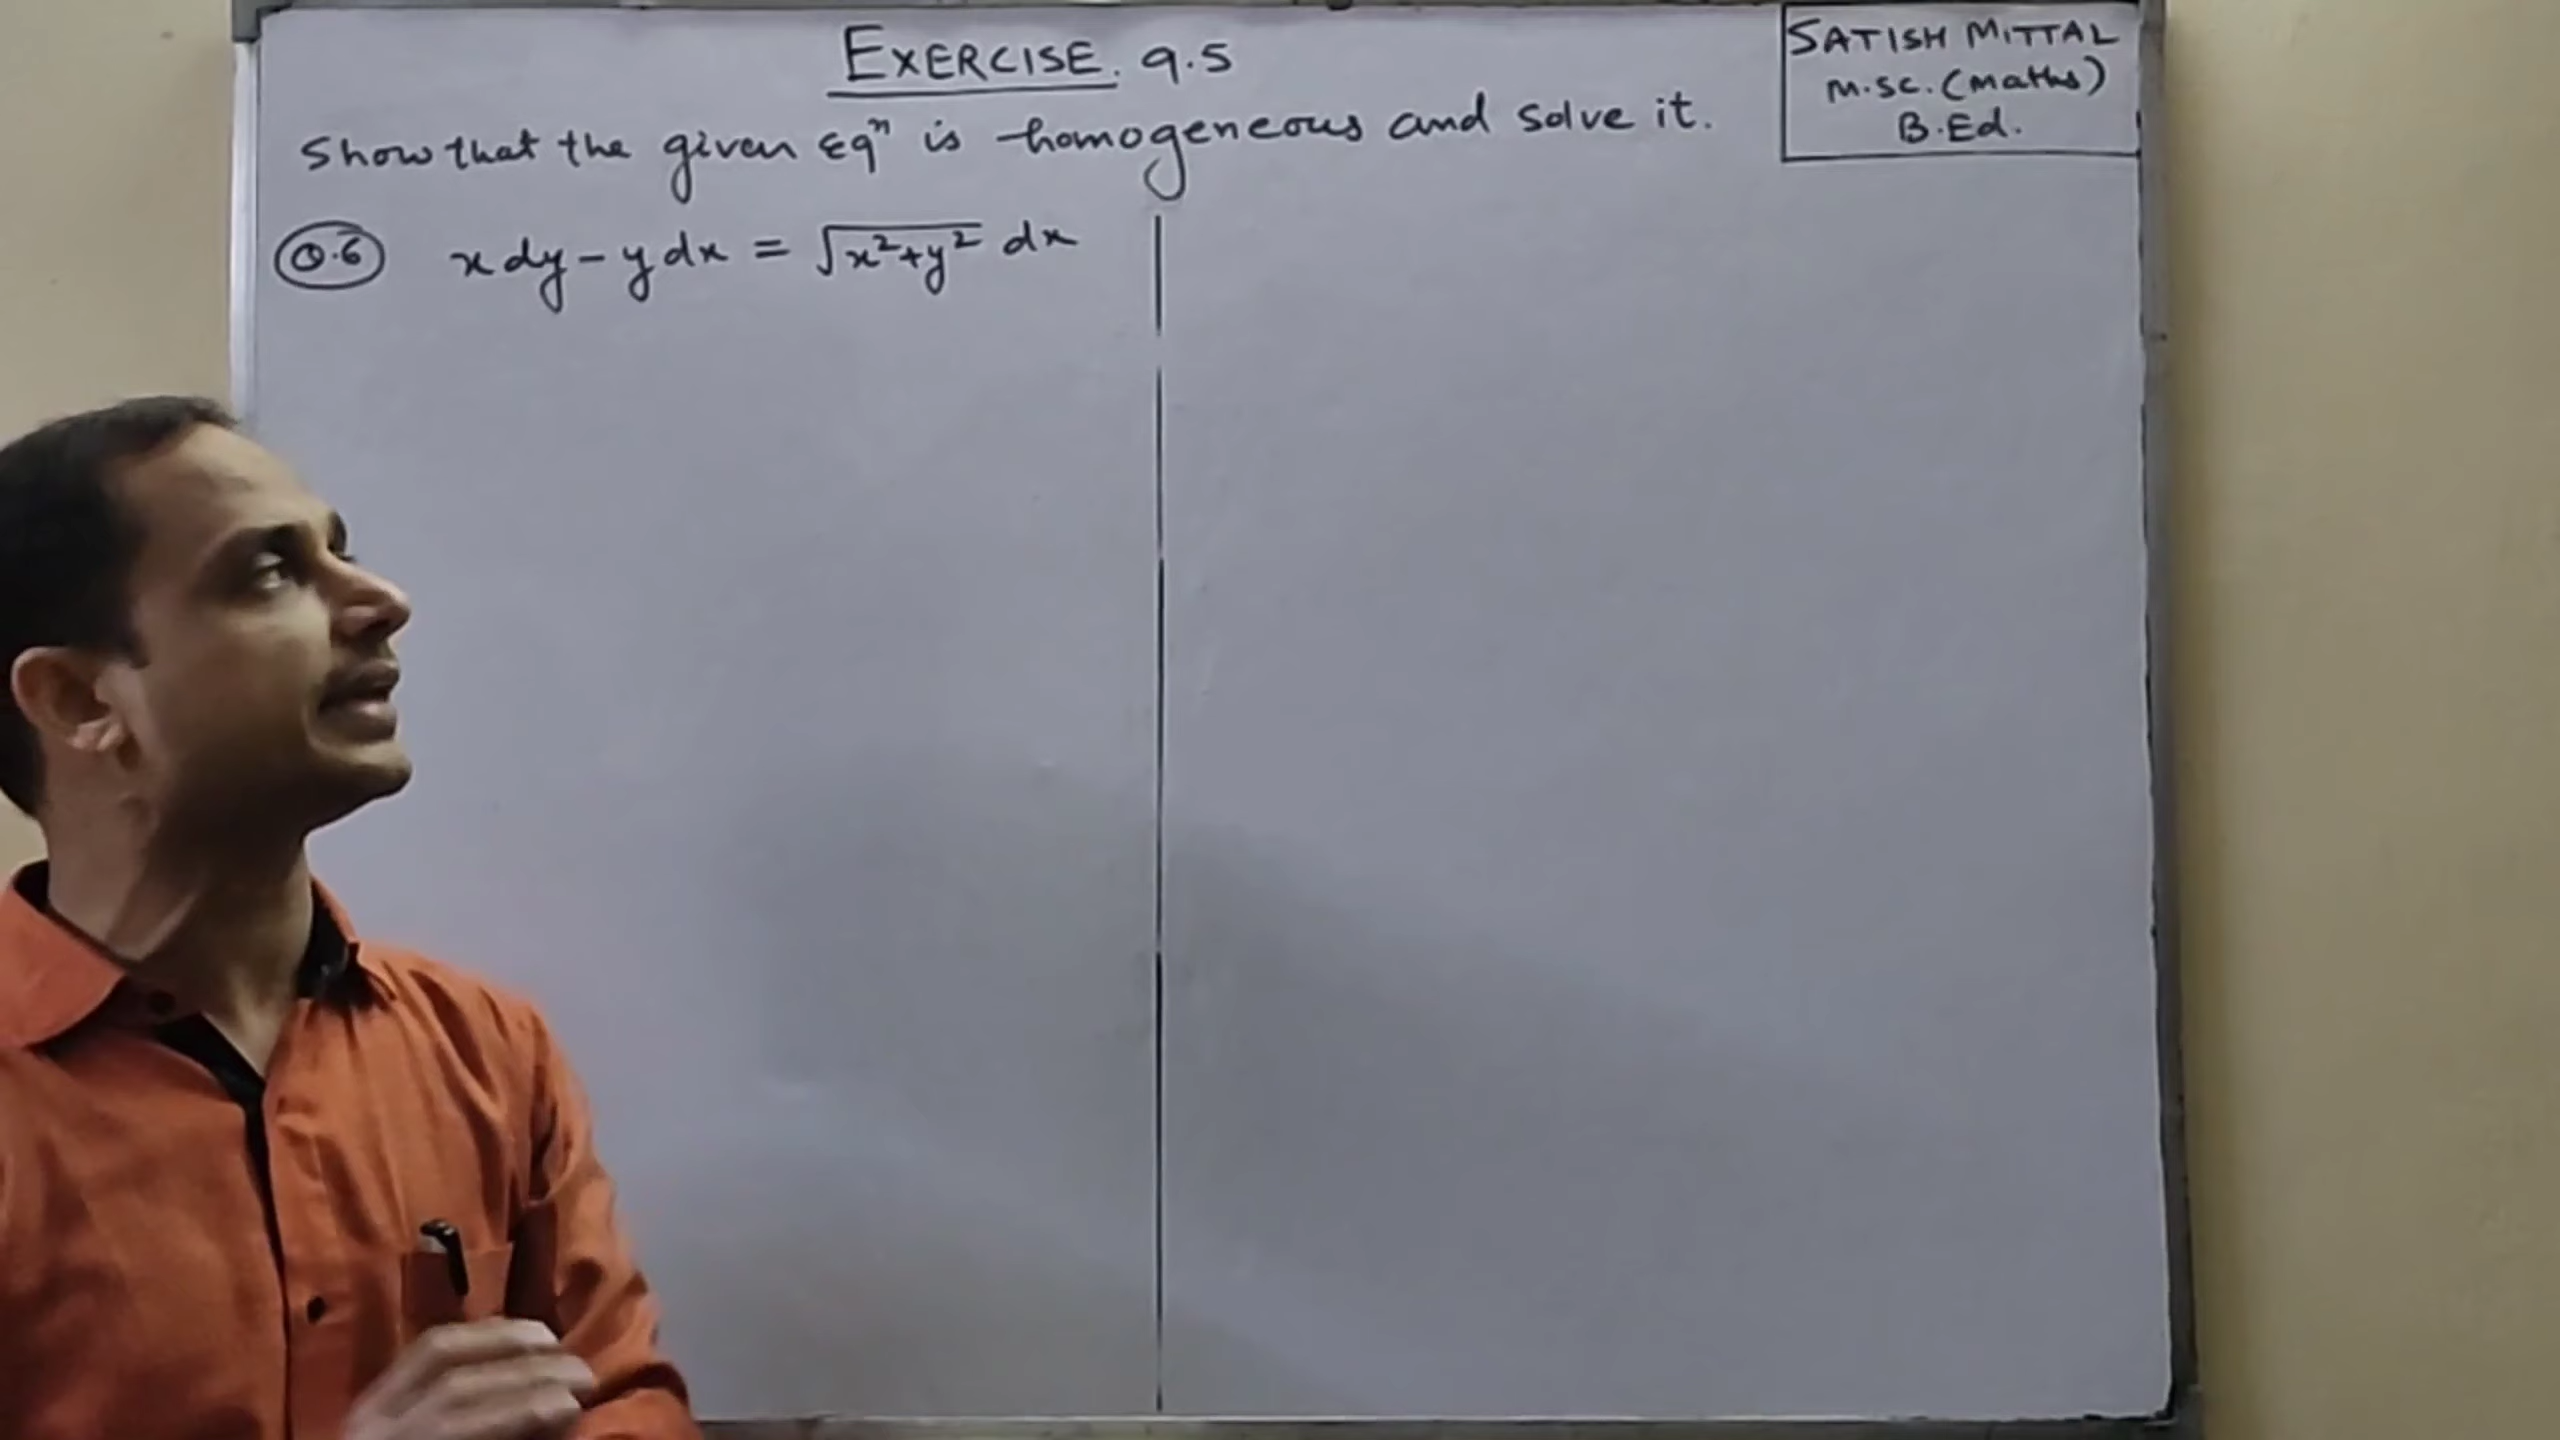 EXERCISE. 9.5
SATISH MITTAL
M.SC. (Maths)
B.Ed.
Show that the given Eqⁿ is homogeneous and solve it.
Q.6 x dy - y dx = √x²+y² dx